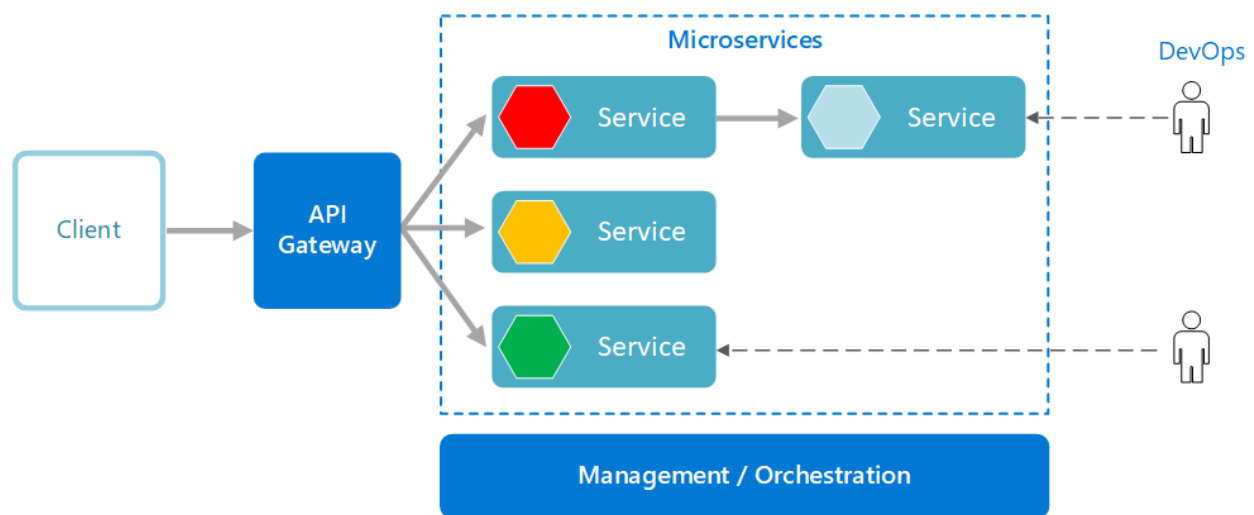 Microservices
DevOps
Service
Service
Client
API
Gateway
Service
Service
Management / Orchestration